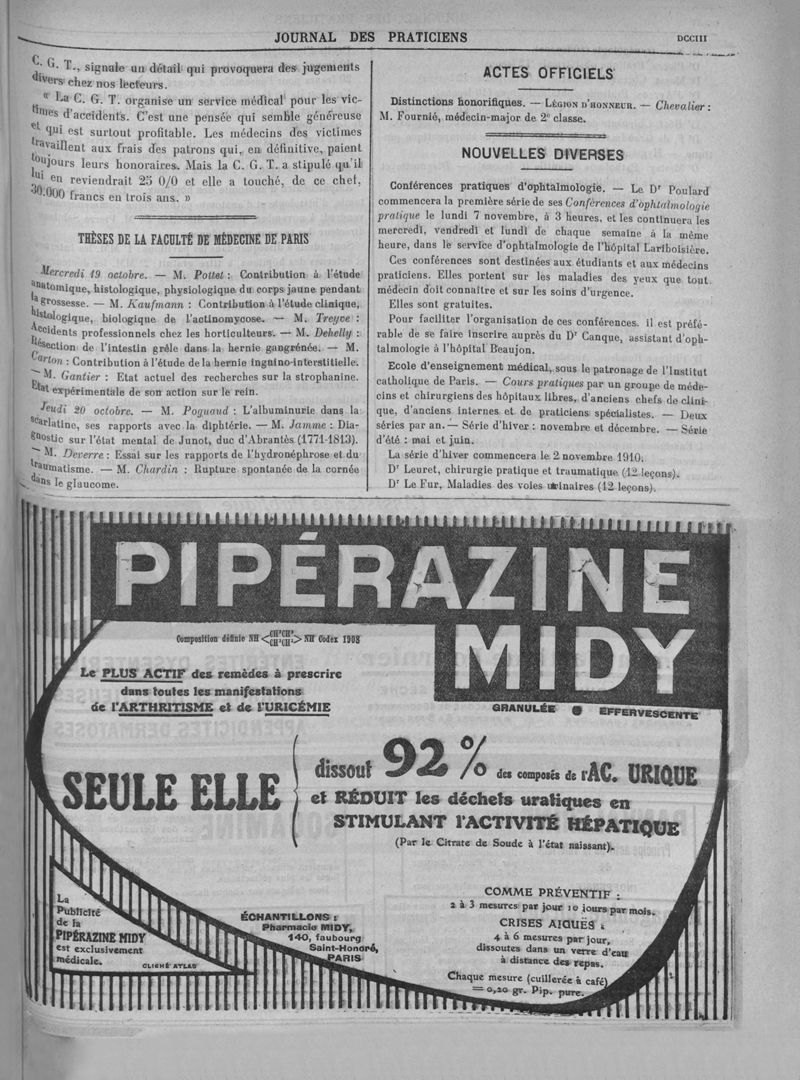 JOURNAL DES PRATICIENS
DCCIII
C. G. T., signale un détail qui provoquera des jugements
divers chez nos lecteurs.
« La C. G. T. organise un service médical pour les vic-
times d'accidents. C'est une pensée qui semble généreuse
et qui est surtout profitable. Les médecins des victimes
travaillent aux frais des patrons qui, en définitive, paient
toujours leurs honoraires. Mais la C. G. T. a stipulé qu'il
lui en reviendrait 25 0/0 et elle a touché, de ce chef,
30.000 francs en trois ans. »
THÈSES DE LA FACULTÉ DE MÉDECINE DE PARIS
Mercredi 19 octobre. — M. Pottet : Contribution à l'étude
anatomique, histologique, physiologique du corps jaune pendant
la grossesse. — M. Kaufmann : Contribution à l'étude clinique,
histologique, biologique de l'actinomycose. — M. Treyve :
Accidents professionnels chez les horticulteurs. — M. Dehelly :
Résection de l'intestin grêle dans la hernie gangrénée. — M.
Carton : Contribution à l'étude de la hernie inguino-interstitielle.
— M. Gantier : Etat actuel des recherches sur la strophanine.
Etat expérimentale de son action sur le rein.
Jeudi 20 octobre. — M. Poguaud : L'albuminurie dans la
scarlatine, ses rapports avec la diphtérie. — M. Jamme : Dia-
gnostic sur l'état mental de Junot, duc d'Abrantès (1771-1813).
— M. Deverre : Essai sur les rapports de l'hydronéphrose et du
traumatisme. — M. Chardin : Rupture spontanée de la cornée
dans le glaucome.
ACTES OFFICIELS
Distinctions honorifiques. — LÉGION D'HONNEUR. — Chevalier :
M. Fournié, médecin-major de 2e classe.
NOUVELLES DIVERSES
Conférences pratiques d'ophtalmologie. — Le Dr Poulard
commencera la première série de ses Conférences d'ophtalmologie
pratique le lundi 7 novembre, à 3 heures, et les continuera les
mercredi, vendredi et lundi de chaque semaine à la même
heure, dans le service d'ophtalmologie de l'hôpital Lariboisière.
Ces conférences sont destinées aux étudiants et aux médecins
praticiens. Elles portent sur les maladies des yeux que tout
médecin doit connaître et sur les soins d'urgence.
Elles sont gratuites.
Pour faciliter l'organisation de ces conférences, il est préfé-
rable de se faire inscrire auprès du Dr Canque, assistant d'oph-
talmologie à l'hôpital Beaujon.
Ecole d'enseignement médical, sous le patronage de l'Institut
catholique de Paris. — Cours pratiques par un groupe de méde-
cins et chirurgiens des hôpitaux libres, d'anciens chefs de clini-
que, d'anciens internes et de praticiens spécialistes. — Deux
séries par an. — Série d'hiver : novembre et décembre. — Série
d'été : mai et juin.
La série d'hiver commencera le 2 novembre 1910.
Dr Leuret, chirurgie pratique et traumatique (12 leçons).
Dr Le Fur, Maladies des voies urinaires (12 leçons).
PIPÉRAZINE
MIDY
Composition définie NH <CH²CH² CH²CH²> NH Codex 1908
GRANULÉE EFFERVESCENTE
Le PLUS ACTIF des remèdes à prescrire
dans toutes les manifestations
de l'ARTHRITISME et de l'URICÉMIE
SEULE ELLE
dissout 92 % des composés de l'AC. URIQUE
et RÉDUIT les déchets uratiques en
STIMULANT l'ACTIVITÉ HÉPATIQUE
(Par le Citrate de Soude à l'état naissant).
La
Publicité
de la
PIPÉRAZINE MIDY
est exclusivement
médicale.
CLICHÉ ATLAS
ÉCHANTILLONS :
Pharmacie MIDY,
140, faubourg
Saint-Honoré,
PARIS
COMME PRÉVENTIF :
2 à 3 mesures par jour 10 jours par mois.
CRISES AIGUËS :
4 à 6 mesures par jour,
dissoutes dans un verre d'eau
à distance des repas.
Chaque mesure (cuillerée à café)
= 0,20 gr. Pip. pure.